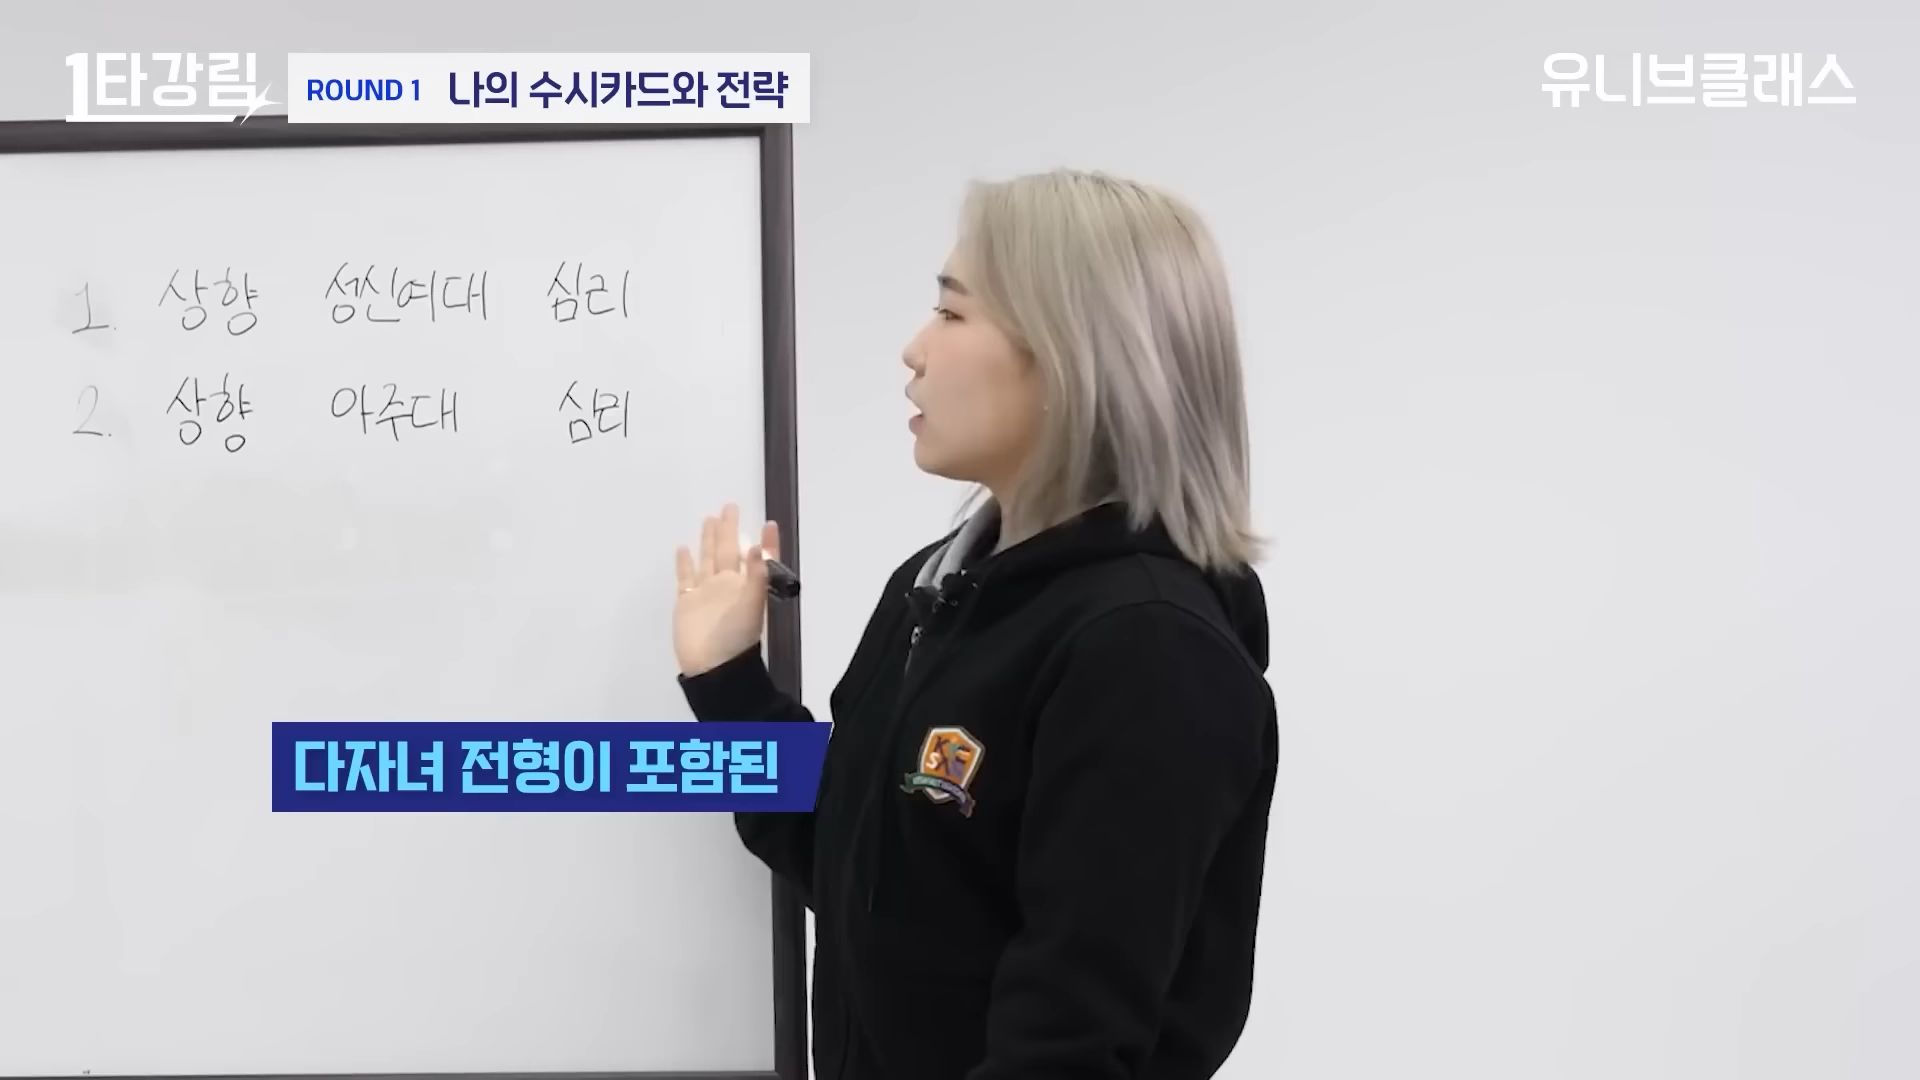 1타강림
ROUND 1 나의 수시카드와 전략
유니브클래스
1. 상향 성신여대 심리
2. 상향 아주대 심리
다자녀 전형이 포함된